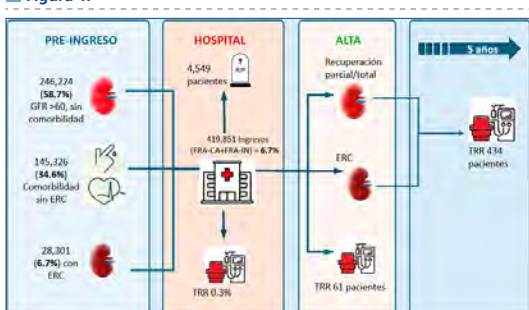 PRE-INGRESO
246,224
(58.7%)
GFR >60, sin
comorbilidad
145,326
(34.6%)
Comorbilidad
sin ERC
28,301
(6.7%) con
ERC
HOSPITAL
4,549
pacientes
419,851 Ingresos
(FRA-CA+FRA-IN) = 6.7%
TRR 0.3%
ALTA
Recuperación
parcial/total
ERC
TRR 61 pacientes
5 años
TRR 434
pacientes